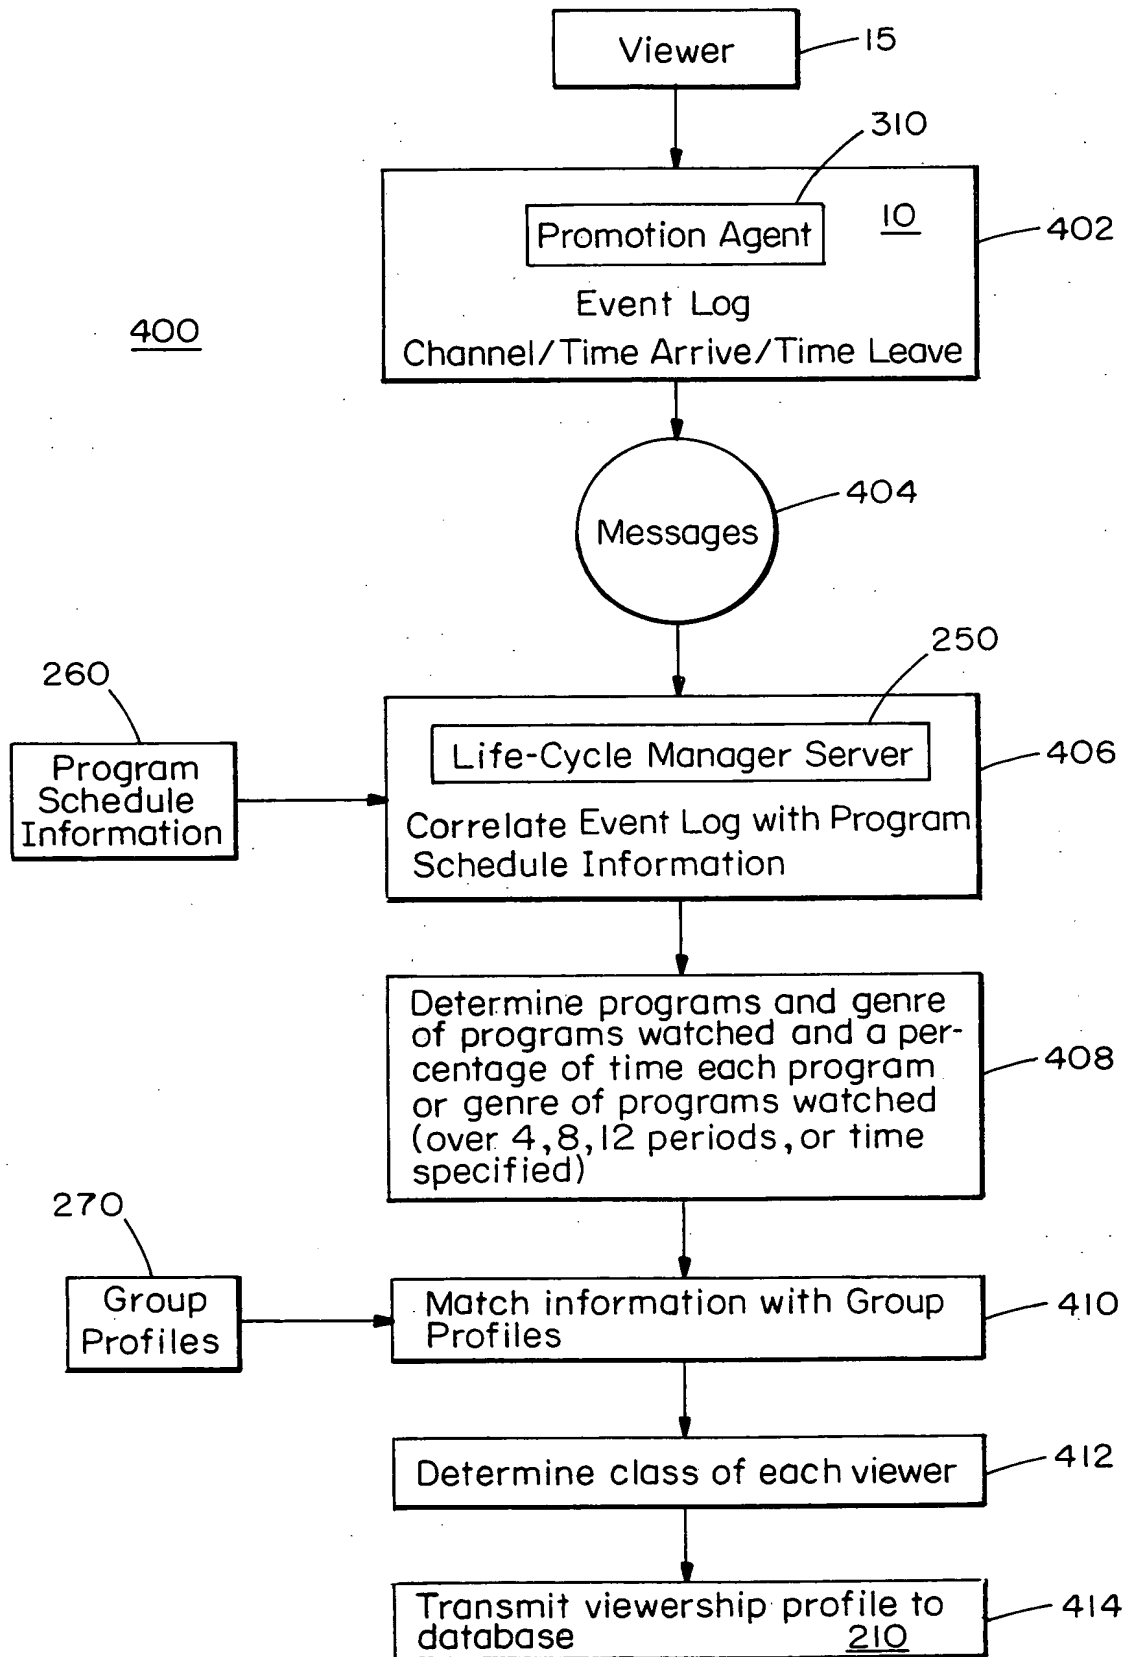 Viewer
15
310
Promotion Agent
10
402
Event Log
Channel/Time Arrive/Time Leave
400
Messages
404
250
260
Life-Cycle Manager Server
406
Program
Schedule
Information
Correlate Event Log with Program
Schedule Information
Determine programs and genre
of programs watched and a per-
centage of time each program
or genre of programs watched
(over 4,8,12 periods, or time
specified)
408
270
Group
Profiles
Match information with Group
Profiles
410
Determine class of each viewer
412
Transmit viewership profile to
database 210
414